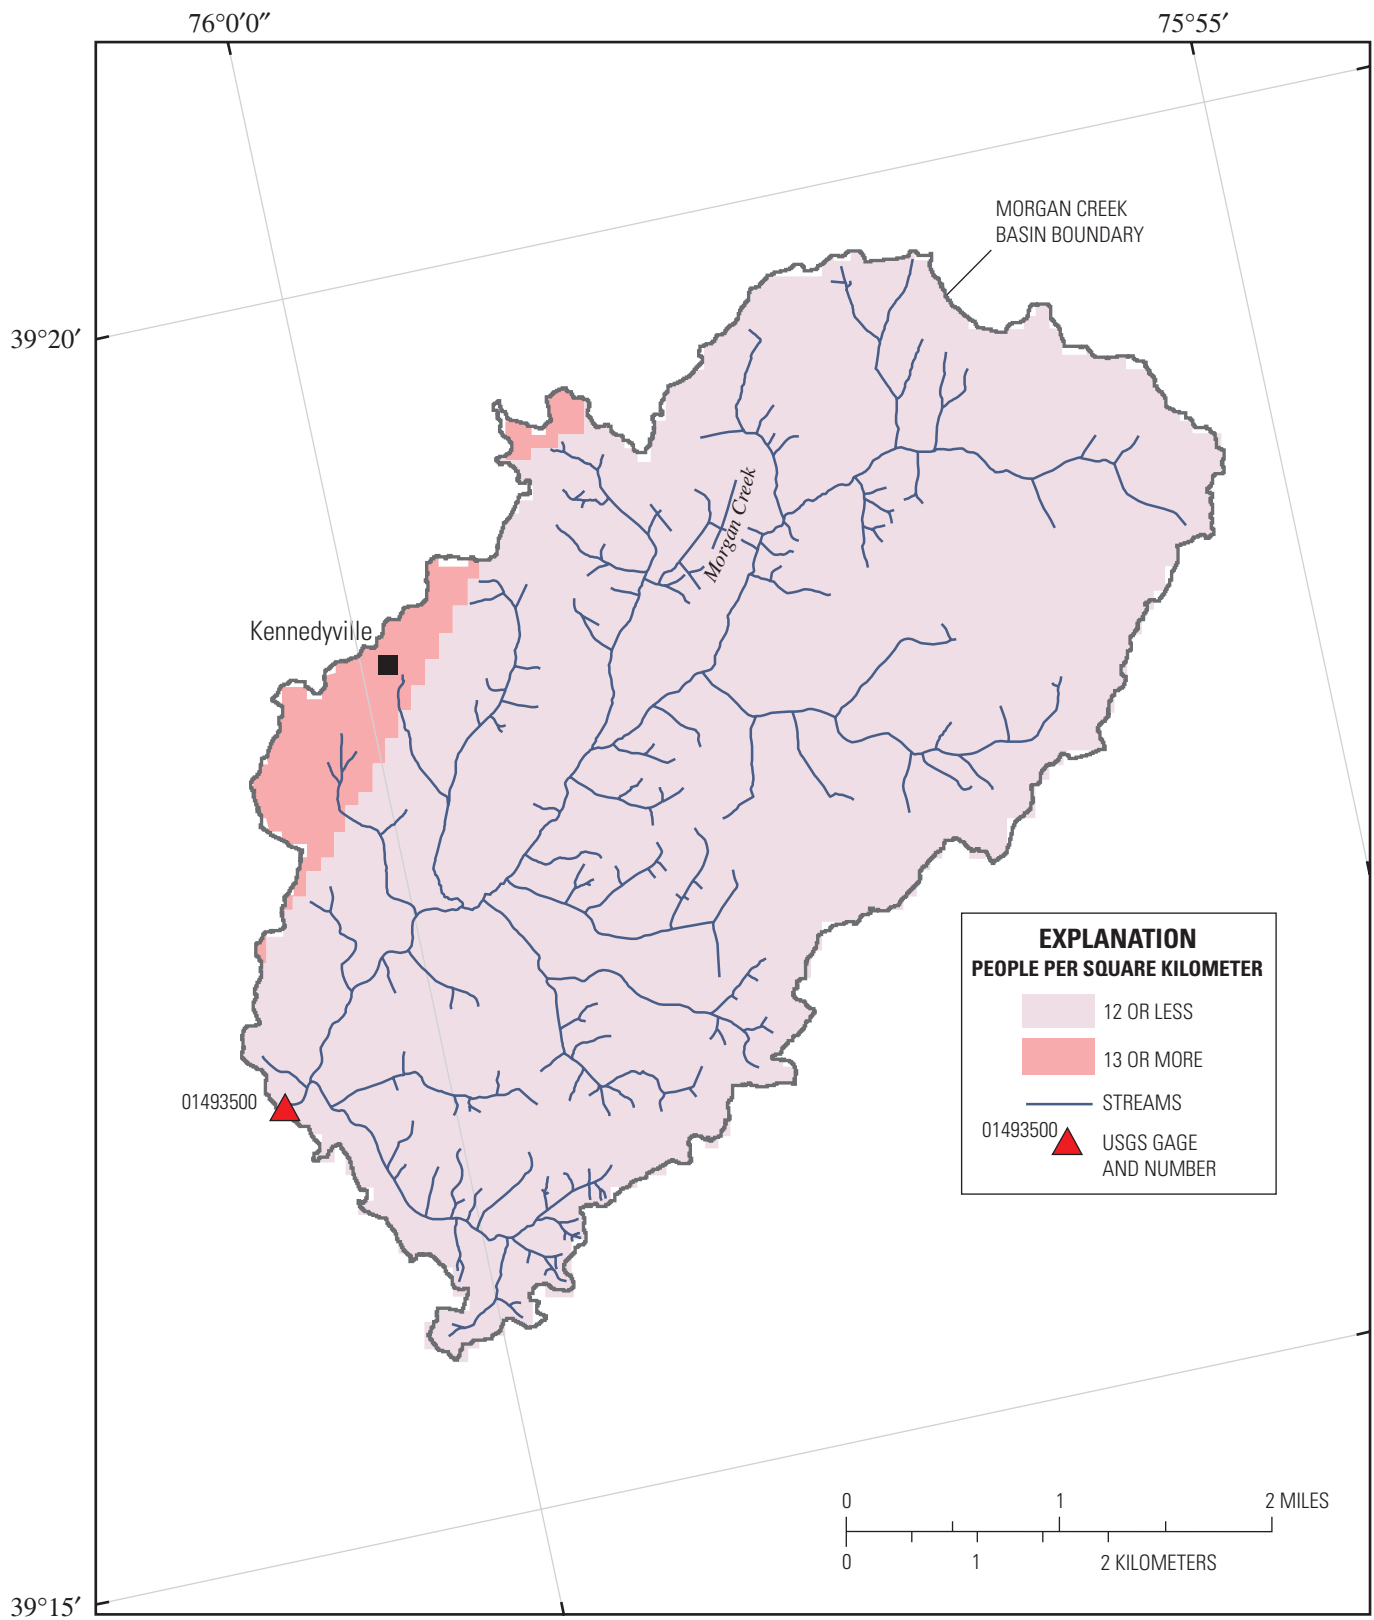 76°0′0″
75°55′
MORGAN CREEK
BASIN BOUNDARY
39°20′
Morgan Creek
Kennedyville
EXPLANATION
PEOPLE PER SQUARE KILOMETER
12 OR LESS
13 OR MORE
STREAMS
01493500
USGS GAGE
AND NUMBER
01493500
0 1 2 MILES
0 1 2 KILOMETERS
39°15′